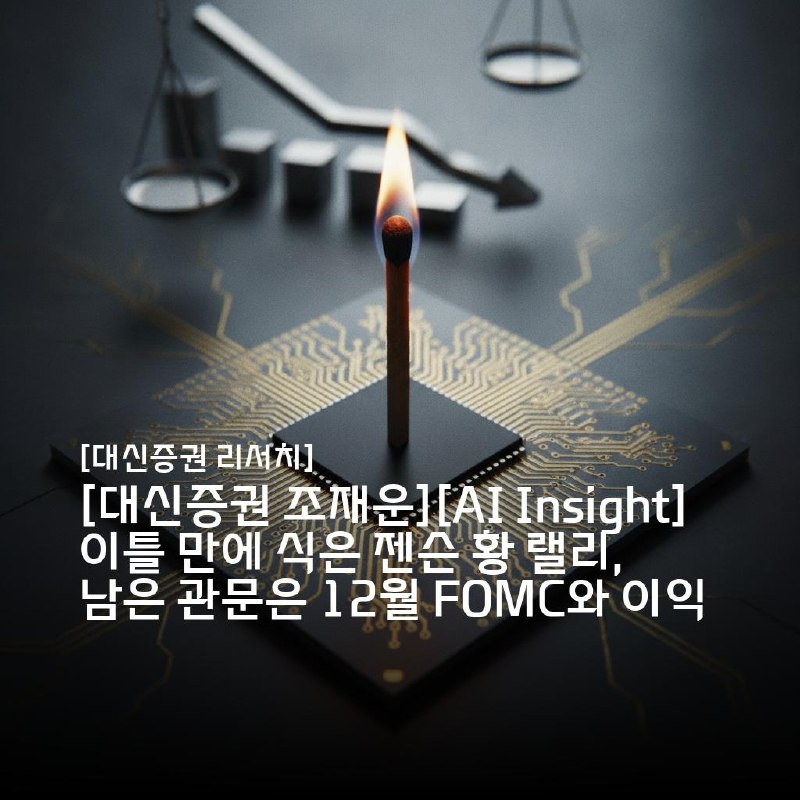 [대신증권 리서치]
[대신증권 조재운][AI Insight]
이틀 만에 식은 젠슨 황 랠리,
남은 관문은 12월 FOMC와 이익